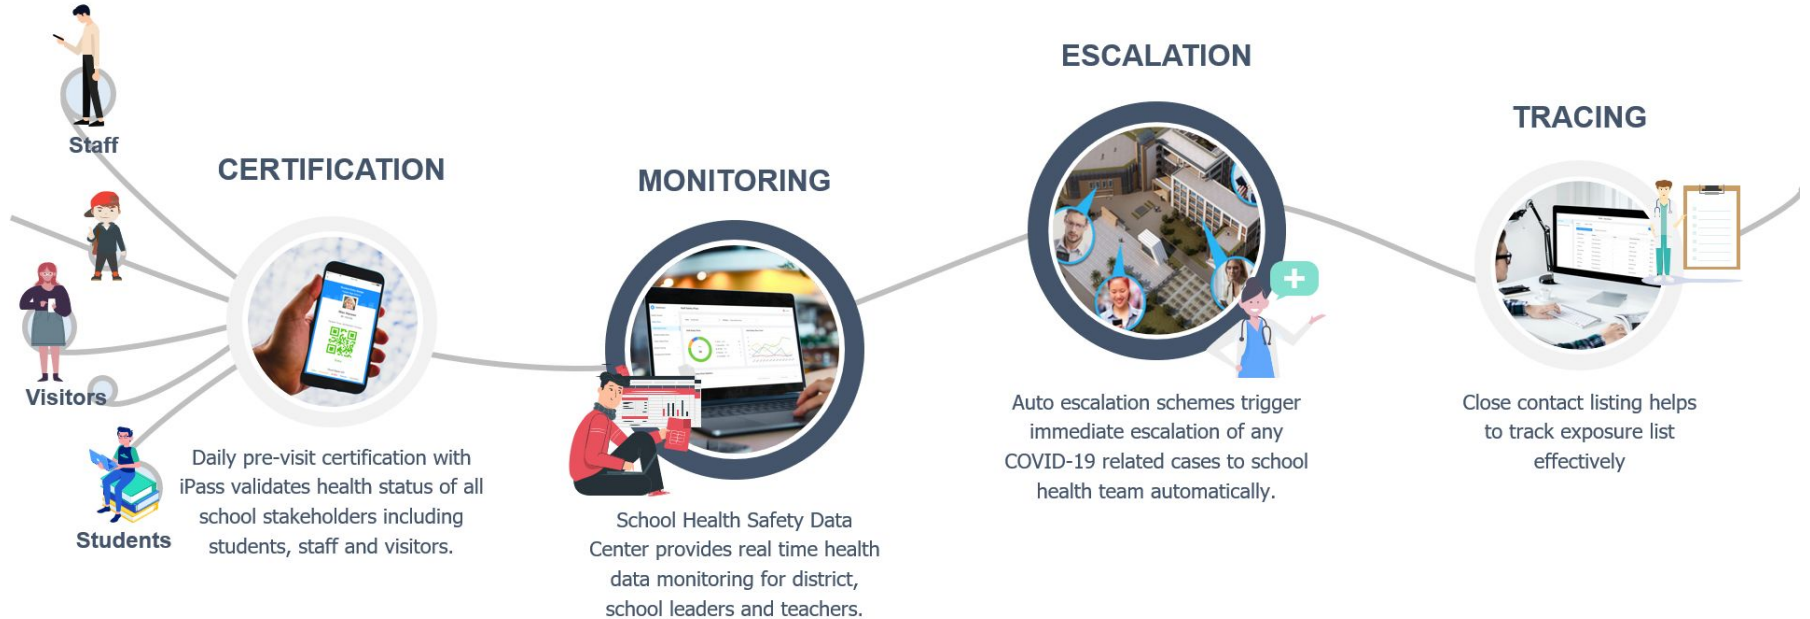 Staff
Visitors
Students
CERTIFICATION
Daily pre-visit certification with
iPass validates health status of all
school stakeholders including
students, staff and visitors.
MONITORING
School Health Safety Data
Center provides real time health
data monitoring for district,
school leaders and teachers.
ESCALATION
Auto escalation schemes trigger
immediate escalation of any
COVID-19 related cases to school
health team automatically.
TRACING
Close contact listing helps
to track exposure list
effectively